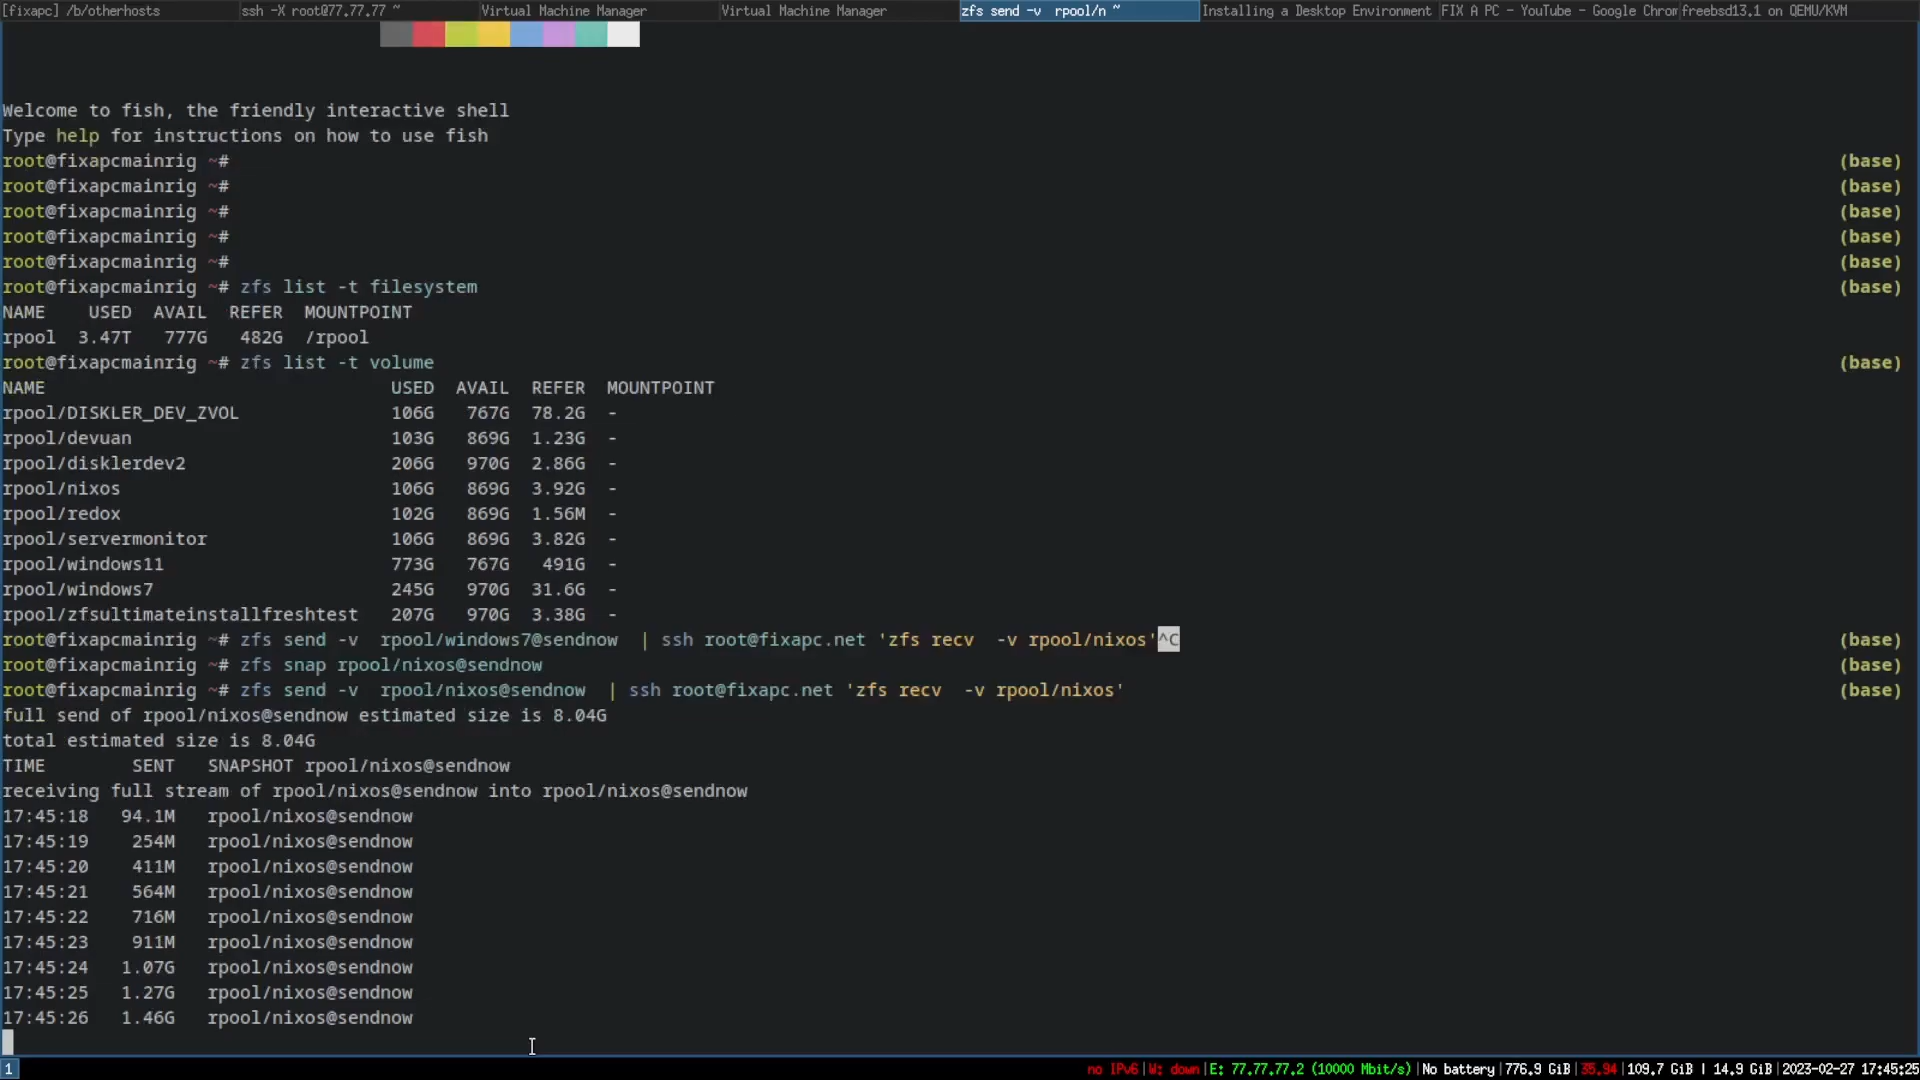 [fixapc] /b/otherhosts
ssh -X root@77.77.77 ~
Virtual Machine Manager
Virtual Machine Manager
zfs send -v  rpool/n ~
Installing a Desktop Environment
FIX A PC - YouTube - Google Chrom
freebsd13.1 on QEMU/KVM
Welcome to fish, the friendly interactive shell
Type help for instructions on how to use fish
root@fixapcmainrig ~# (base)
root@fixapcmainrig ~# (base)
root@fixapcmainrig ~# (base)
root@fixapcmainrig ~# (base)
root@fixapcmainrig ~# (base)
root@fixapcmainrig ~# zfs list -t filesystem (base)
NAME    USED  AVAIL  REFER  MOUNTPOINT
rpool  3.47T   777G   482G  /rpool
root@fixapcmainrig ~# zfs list -t volume (base)
NAME                                USED  AVAIL  REFER  MOUNTPOINT
rpool/DISKLER_DEV_ZVOL              106G   767G  78.2G  -
rpool/devuan                        103G   869G  1.23G  -
rpool/disklerdev2                   206G   970G  2.86G  -
rpool/nixos                         106G   869G  3.92G  -
rpool/redox                         102G   869G  1.56M  -
rpool/servermonitor                 106G   869G  3.82G  -
rpool/windows11                     773G   767G   491G  -
rpool/windows7                      245G   970G  31.6G  -
rpool/zfsultimateinstallfreshtest   207G   970G  3.38G  -
root@fixapcmainrig ~# zfs send -v  rpool/windows7@sendnow  | ssh root@fixapc.net 'zfs recv  -v rpool/nixos'^C (base)
root@fixapcmainrig ~# zfs snap rpool/nixos@sendnow (base)
root@fixapcmainrig ~# zfs send -v  rpool/nixos@sendnow  | ssh root@fixapc.net 'zfs recv  -v rpool/nixos' (base)
full send of rpool/nixos@sendnow estimated size is 8.04G
total estimated size is 8.04G
TIME        SENT   SNAPSHOT rpool/nixos@sendnow
receiving full stream of rpool/nixos@sendnow into rpool/nixos@sendnow
17:45:18   94.1M   rpool/nixos@sendnow
17:45:19    254M   rpool/nixos@sendnow
17:45:20    411M   rpool/nixos@sendnow
17:45:21    564M   rpool/nixos@sendnow
17:45:22    716M   rpool/nixos@sendnow
17:45:23    911M   rpool/nixos@sendnow
17:45:24   1.07G   rpool/nixos@sendnow
17:45:25   1.27G   rpool/nixos@sendnow
17:45:26   1.46G   rpool/nixos@sendnow
1
no IPv6|W: down|E: 77.77.77.2 (10000 Mbit/s)|No battery|776.9 GiB|35.94|109.7 GiB | 14.9 GiB|2023-02-27 17:45:25